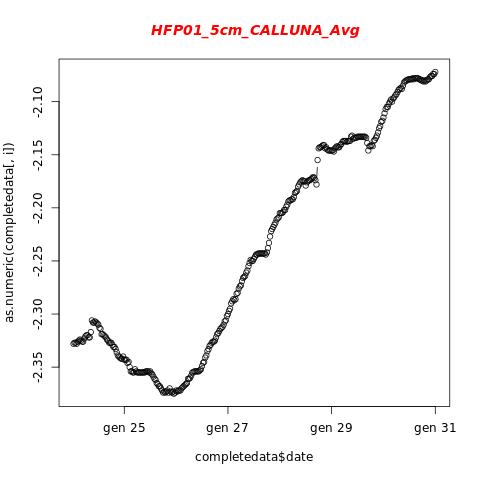 HFP01_5cm_CALLUNA_Avg
as.numeric(completedata[, i])
-2.10
-2.15
-2.20
-2.25
-2.30
-2.35
gen 25 gen 27 gen 29 gen 31
completedata$date